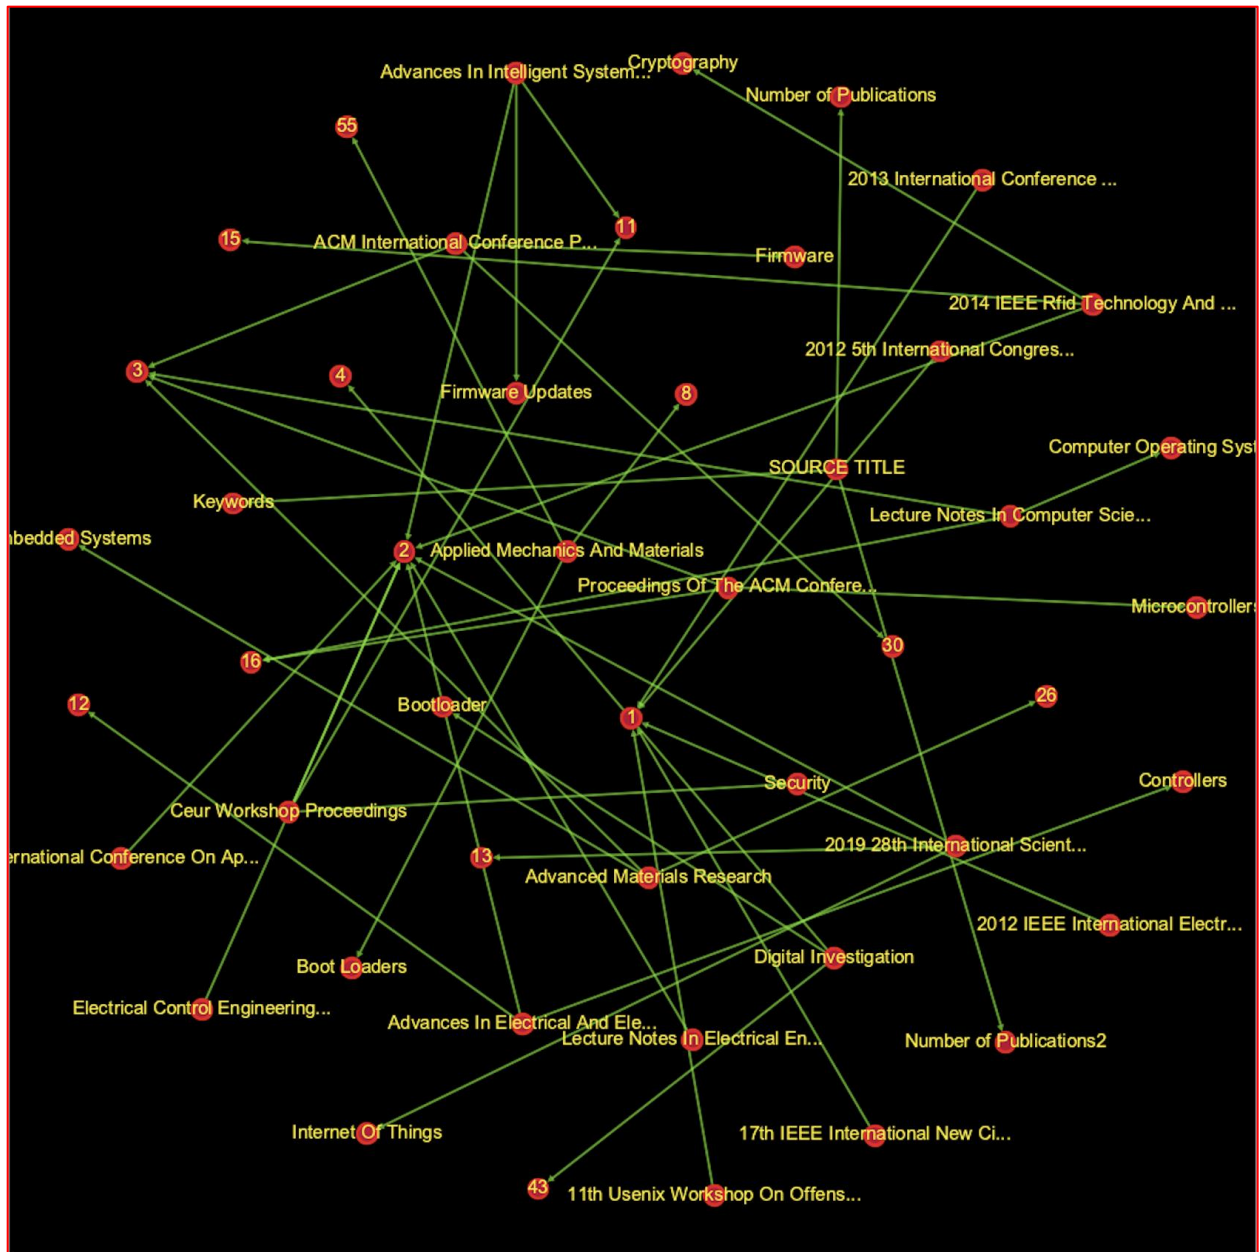 Cryptography
Advances In Intelligent System...
Number of Publications
55
2013 International Conference ...
11
15
ACM International Conference P...
Firmware
2014 IEEE Rfid Technology And ...
2012 5th International Congres...
3
4
Firmware Updates
8
Computer Operating Syst
SOURCE TITLE
Keywords
Lecture Notes In Computer Scie...
mbedded Systems
2
Applied Mechanics And Materials
Proceedings Of The ACM Confere...
Microcontrollers
30
16
26
12
Bootloader
1
Security
Controllers
Ceur Workshop Proceedings
2019 28th International Scient...
ernational Conference On Ap...
13
Advanced Materials Research
2012 IEEE International Electr...
Digital Investigation
Boot Loaders
Electrical Control Engineering...
Advances In Electrical And Ele...
Lecture Notes In Electrical En...
Number of Publications2
Internet Of Things
17th IEEE International New Ci...
43
11th Usenix Workshop On Offens...